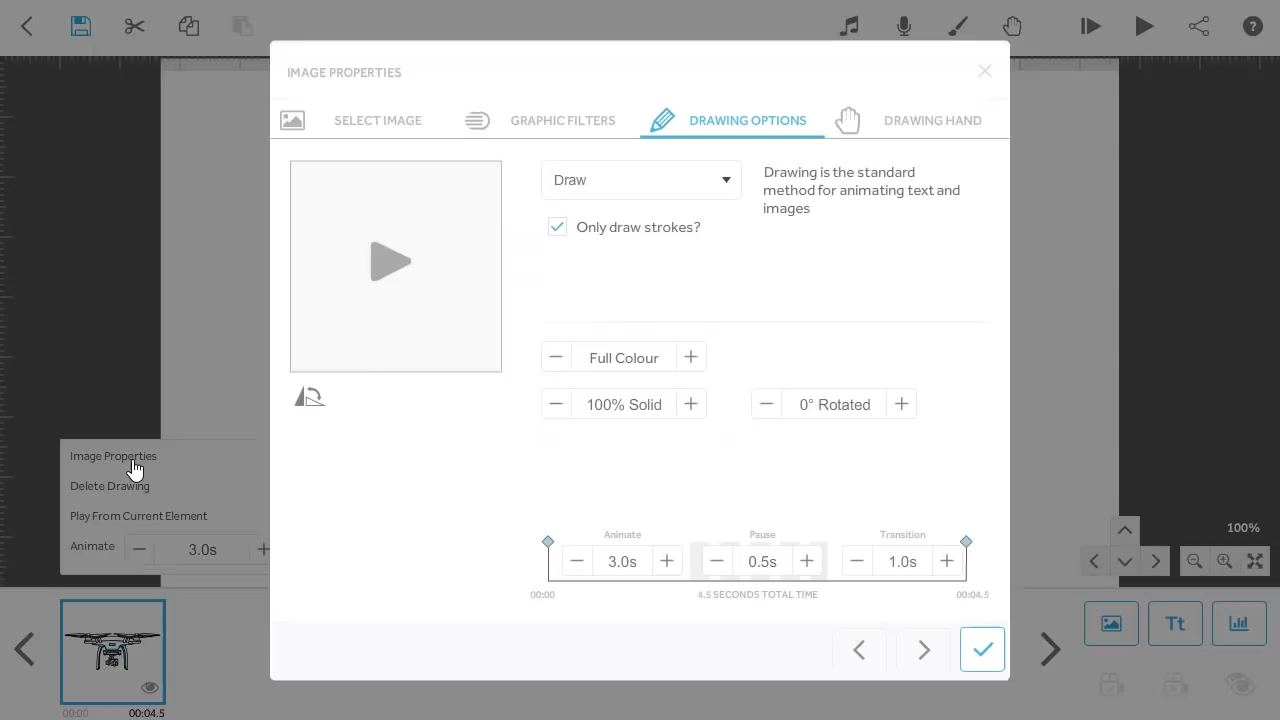 IMAGE PROPERTIES
SELECT IMAGE
GRAPHIC FILTERS
DRAWING OPTIONS
DRAWING HAND
Draw
Drawing is the standard
method for animating text and
images
Only draw strokes?
Full Colour
100% Solid
0° Rotated
Image Properties
Delete Drawing
Play From Current Element
Animate
3.0s
Animate
Pause
Transition
3.0s
0.5s
1.0s
00:00
4.5 SECONDS TOTAL TIME
00:04.5
100%
Tt
00:00
00:04.5